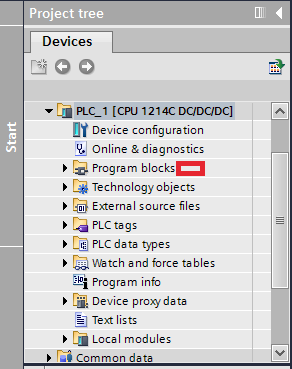 Project tree
Devices
Start
PLC_1 [CPU 1214C DC/DC/DC]
Device configuration
Online & diagnostics
Program blocks
Technology objects
External source files
PLC tags
PLC data types
Watch and force tables
Program info
Device proxy data
Text lists
Local modules
Common data